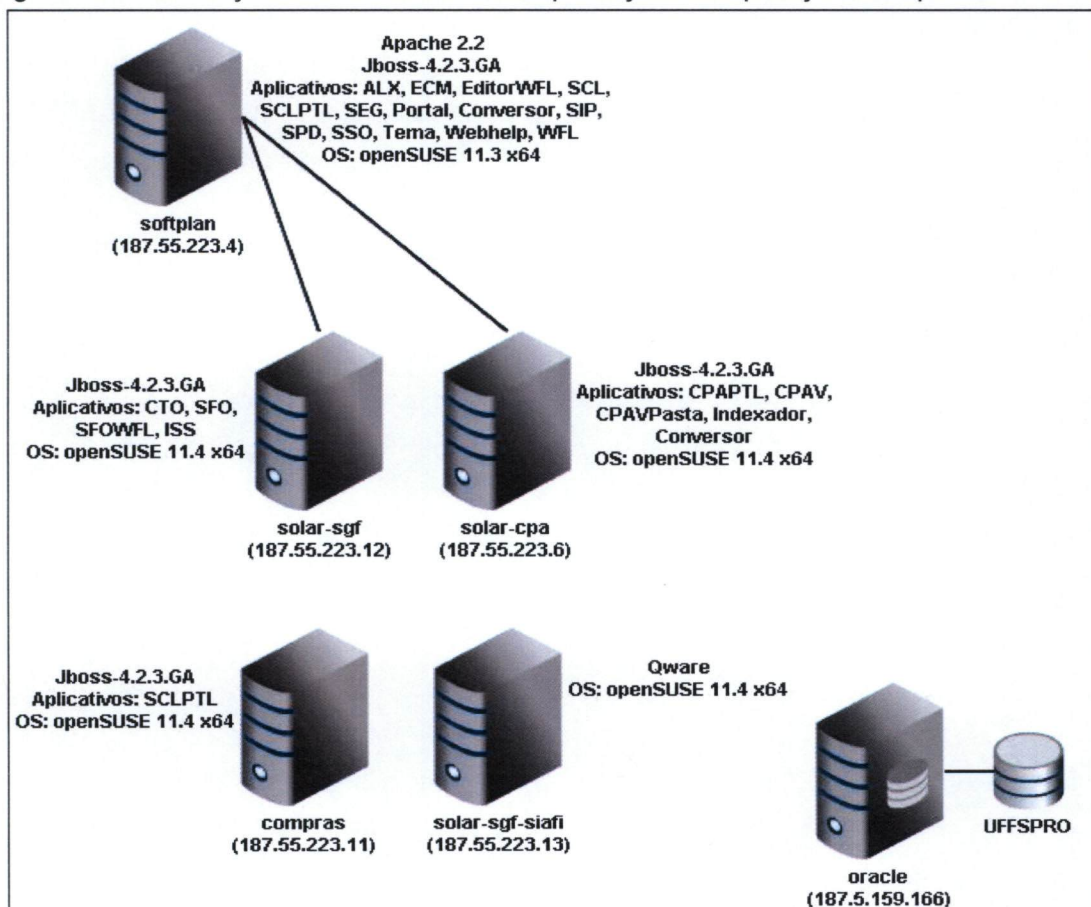 Apache 2.2
Jboss-4.2.3.GA
Aplicativos: ALX, ECM, EditorWFL, SCL,
SCLPTL, SEG, Portal, Conversor, SIP,
SPD, SSO, Tema, Webhelp, WFL
OS: openSUSE 11.3 x64
softplan
(187.55.223.4)
Jboss-4.2.3.GA
Aplicativos: CTO, SFO,
SFOWFL, ISS
OS: openSUSE 11.4 x64
solar-sgf
(187.55.223.12)
Jboss-4.2.3.GA
Aplicativos: CPAPTL, CPAV,
CPAVPasta, Indexador,
Conversor
OS: openSUSE 11.4 x64
solar-cpa
(187.55.223.6)
Jboss-4.2.3.GA
Aplicativos: SCLPTL
OS: openSUSE 11.4 x64
compras
(187.55.223.11)
Qware
OS: openSUSE 11.4 x64
solar-sgf-siafi
(187.55.223.13)
UFFSPRO
oracle
(187.5.159.166)